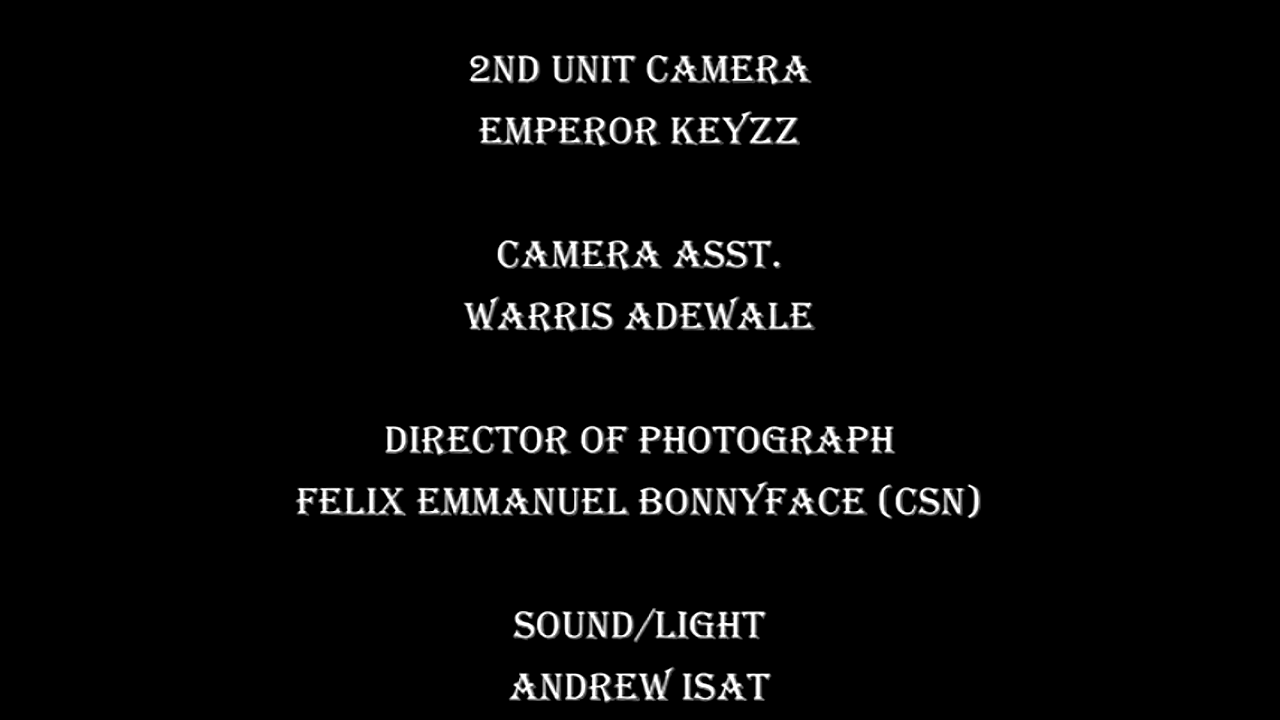 2ND UNIT CAMERA
EMPEROR KEYZZ
CAMERA ASST.
WARRIS ADEWALE
DIRECTOR OF PHOTOGRAPH
FELIX EMMANUEL BONNYFACE (CSN)
SOUND/LIGHT
ANDREW ISAT